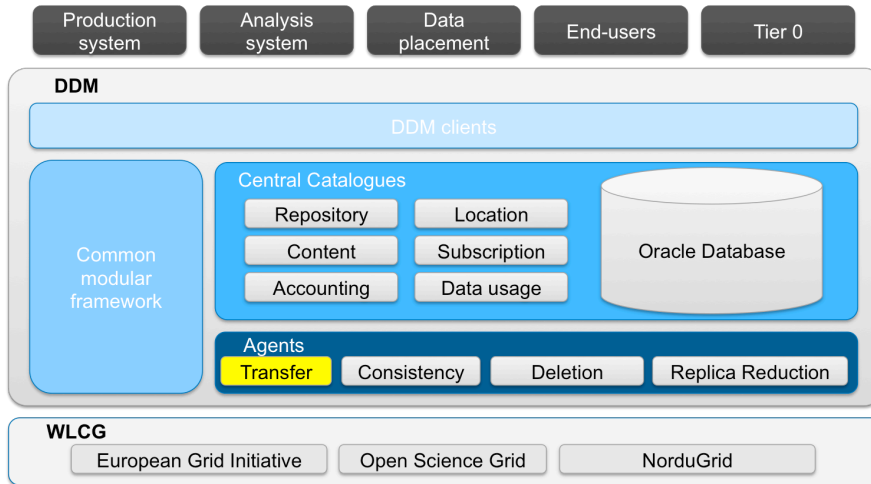 Production
system
Analysis
system
Data
placement
End-users
Tier 0
DDM
DDM clients
Common
modular
framework
Central Catalogues
Repository
Location
Content
Subscription
Accounting
Data usage
Oracle Database
Agents
Transfer
Consistency
Deletion
Replica Reduction
WLCG
European Grid Initiative
Open Science Grid
NorduGrid